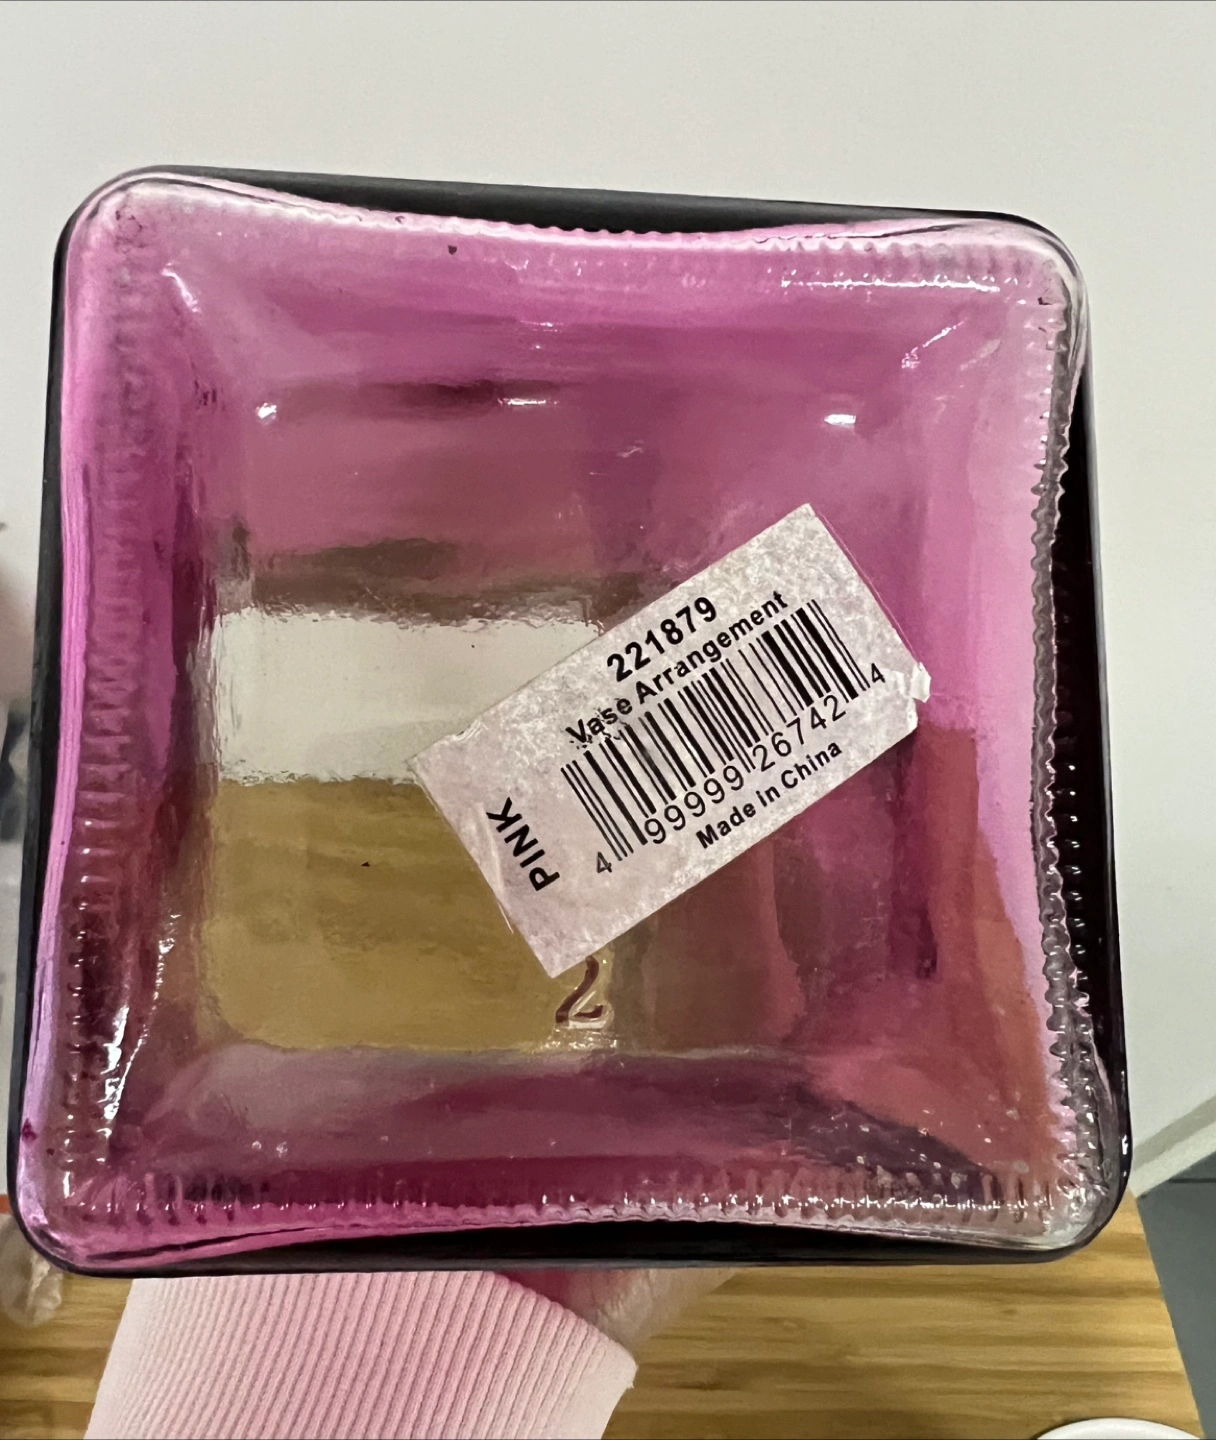 221879
Vase Arrangement
4 99999 26742 4
Made in China
PINK
2